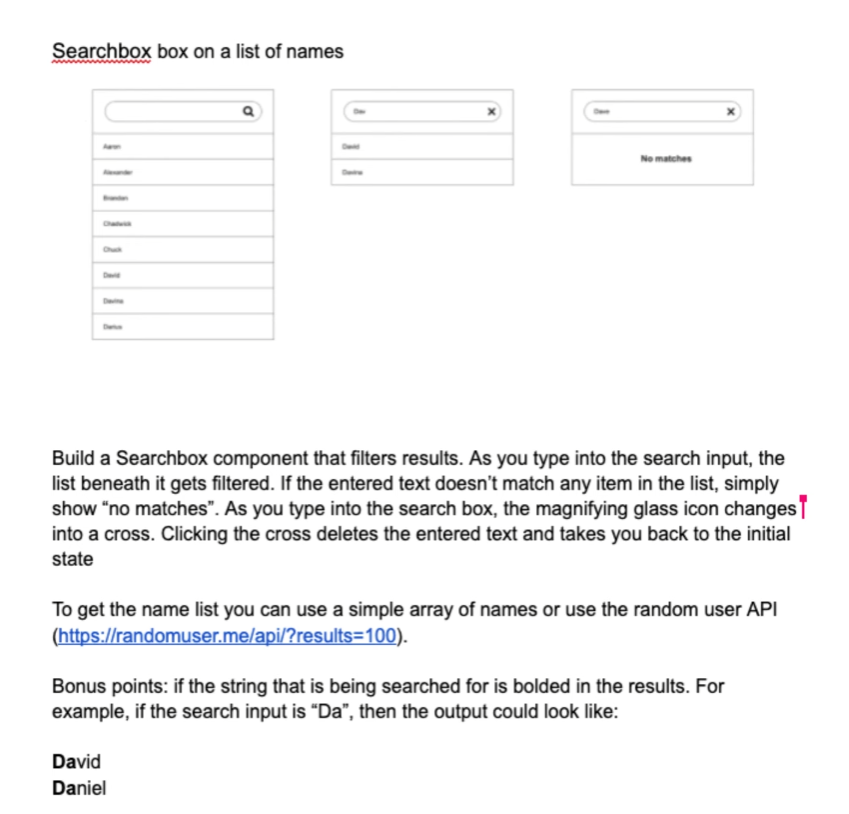 Searchbox box on a list of names
Dav
Dave
Aaron
David
No matches
Alexander
Davina
Brandon
Chadwick
Chuck
David
Davina
Darius
Build a Searchbox component that filters results. As you type into the search input, the
list beneath it gets filtered. If the entered text doesn’t match any item in the list, simply
show “no matches”. As you type into the search box, the magnifying glass icon changes
into a cross. Clicking the cross deletes the entered text and takes you back to the initial
state
To get the name list you can use a simple array of names or use the random user API
(https://randomuser.me/api/?results=100).
Bonus points: if the string that is being searched for is bolded in the results. For
example, if the search input is “Da”, then the output could look like:
David
Daniel